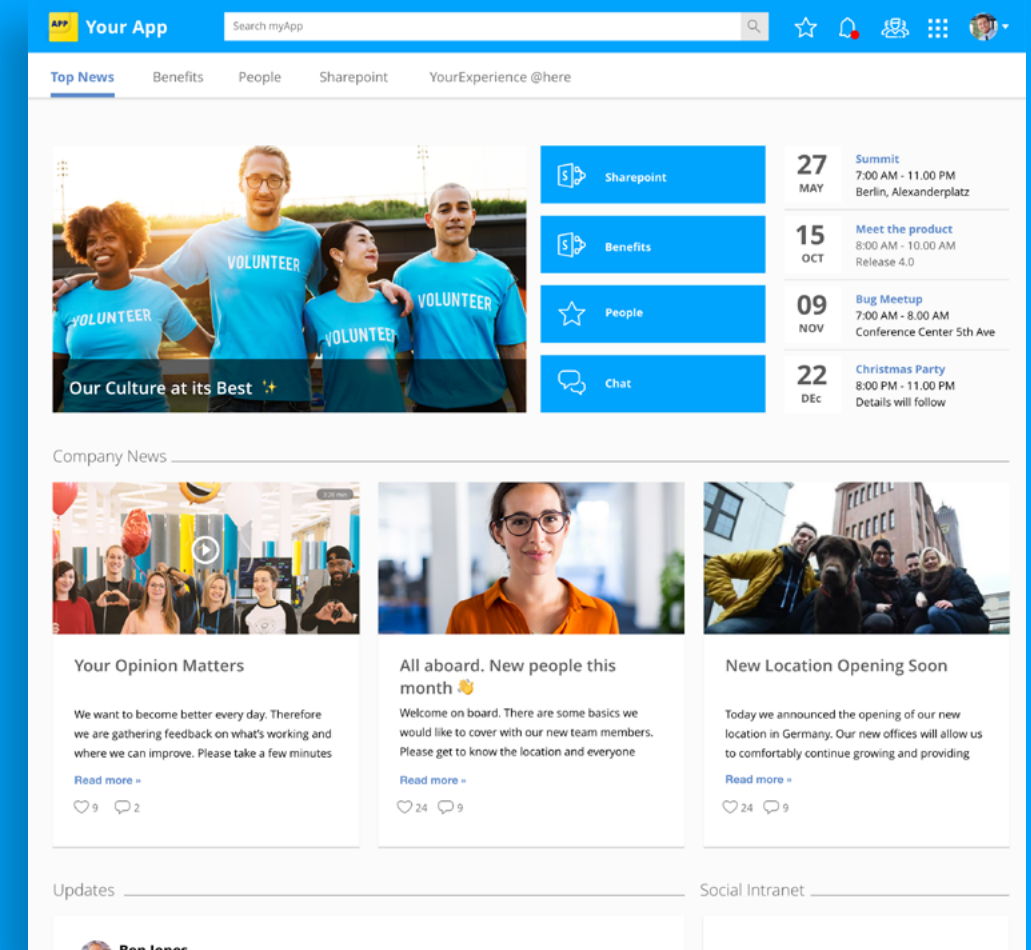 APP
Your App
Search myApp
Top News
Benefits
People
Sharepoint
YourExperience @here
VOLUNTEER
VOLUNTEER
VOLUNTEER
VOLUNTEER
Our Culture at its Best ✨
Sharepoint
Benefits
People
Chat
27
MAY
Summit
7:00 AM - 11.00 PM
Berlin, Alexanderplatz
15
OCT
Meet the product
8:00 AM - 10.00 AM
Release 4.0
09
NOV
Bug Meetup
7:00 AM - 8.00 AM
Conference Center 5th Ave
22
DEc
Christmas Party
8:00 PM - 11.00 PM
Details will follow
Company News
3:28 min
Your Opinion Matters
We want to become better every day. Therefore
we are gathering feedback on what's working and
where we can improve. Please take a few minutes
Read more »
9
2
All aboard. New people this
month 👋
Welcome on board. There are some basics we
would like to cover with our new team members.
Please get to know the location and everyone
Read more »
24
9
New Location Opening Soon
Today we announced the opening of our new
location in Germany. Our new offices will allow us
to comfortably continue growing and providing
Read more »
24
9
Updates
Social Intranet
Ben Jones